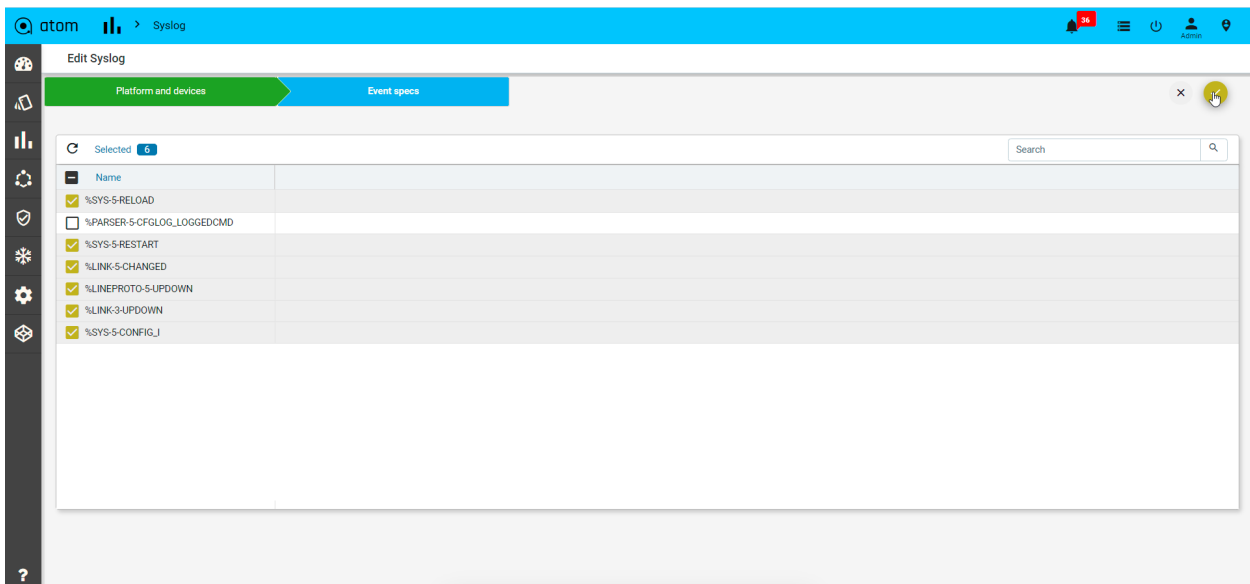 atom > Syslog 36 Admin
Edit Syslog
Platform and devices Event specs
Selected 6 Search
Name
%SYS-5-RELOAD
%PARSER-5-CFGLOG_LOGGEDCMD
%SYS-5-RESTART
%LINK-5-CHANGED
%LINEPROTO-5-UPDOWN
%LINK-3-UPDOWN
%SYS-5-CONFIG_I
?